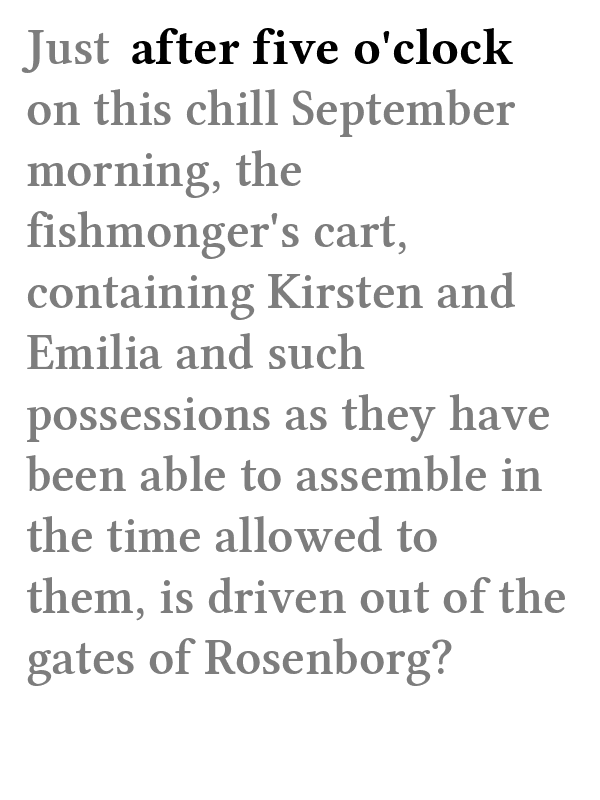 Just after five o'clock
on this chill September
morning, the
fishmonger's cart,
containing Kirsten and
Emilia and such
possessions as they have
been able to assemble in
the time allowed to
them, is driven out of the
gates of Rosenborg?